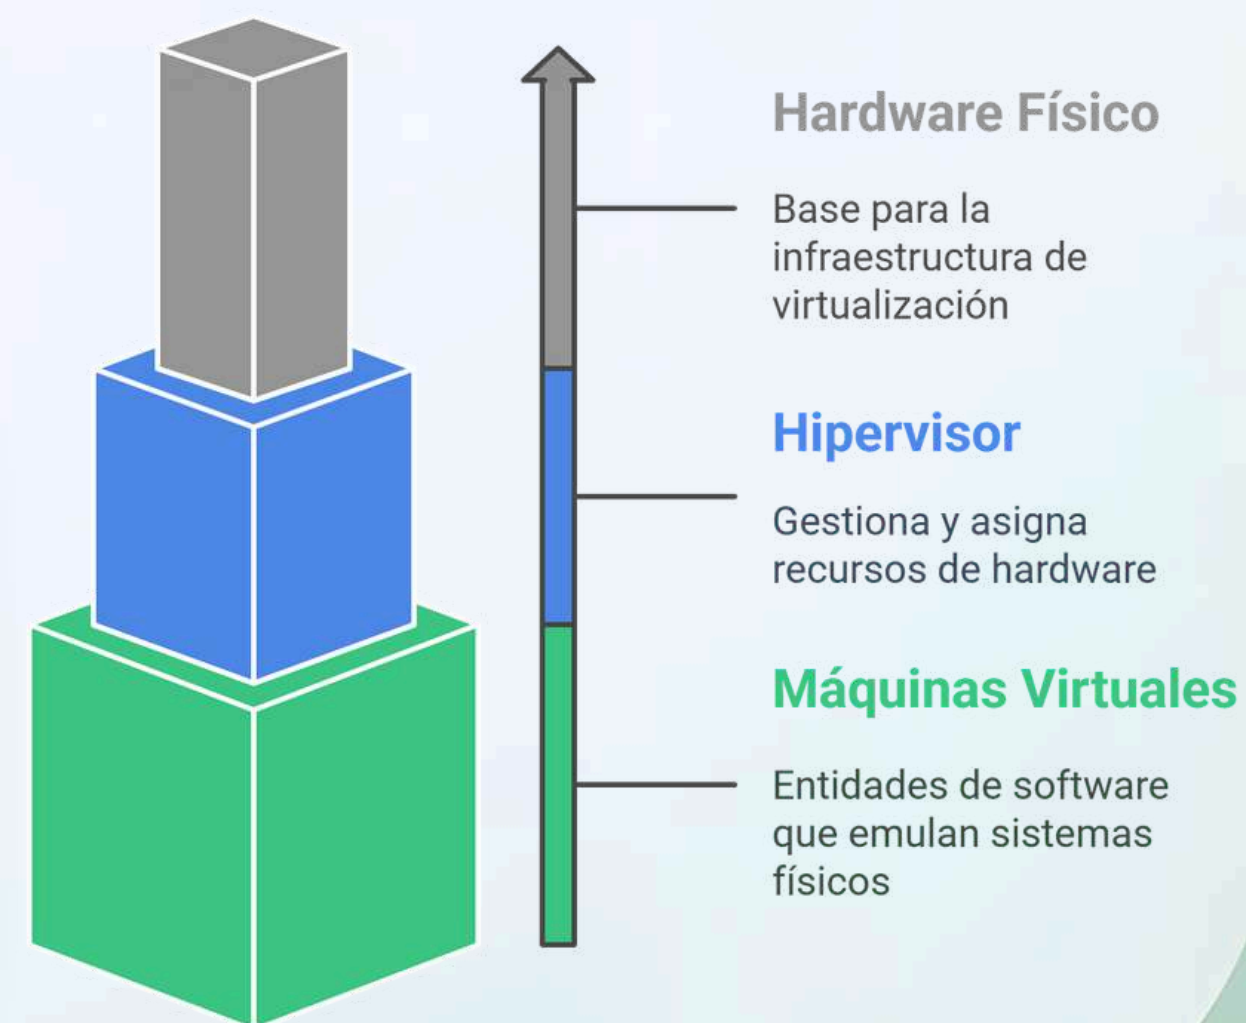 Hardware Físico
Base para la
infraestructura de
virtualización
Hipervisor
Gestiona y asigna
recursos de hardware
Máquinas Virtuales
Entidades de software
que emulan sistemas
físicos